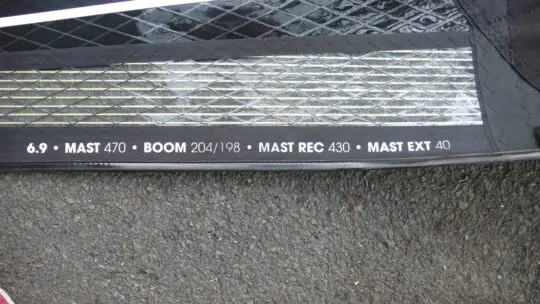 6.9 • MAST 470 • BOOM 204/198 • MAST REC 430 • MAST EXT 40